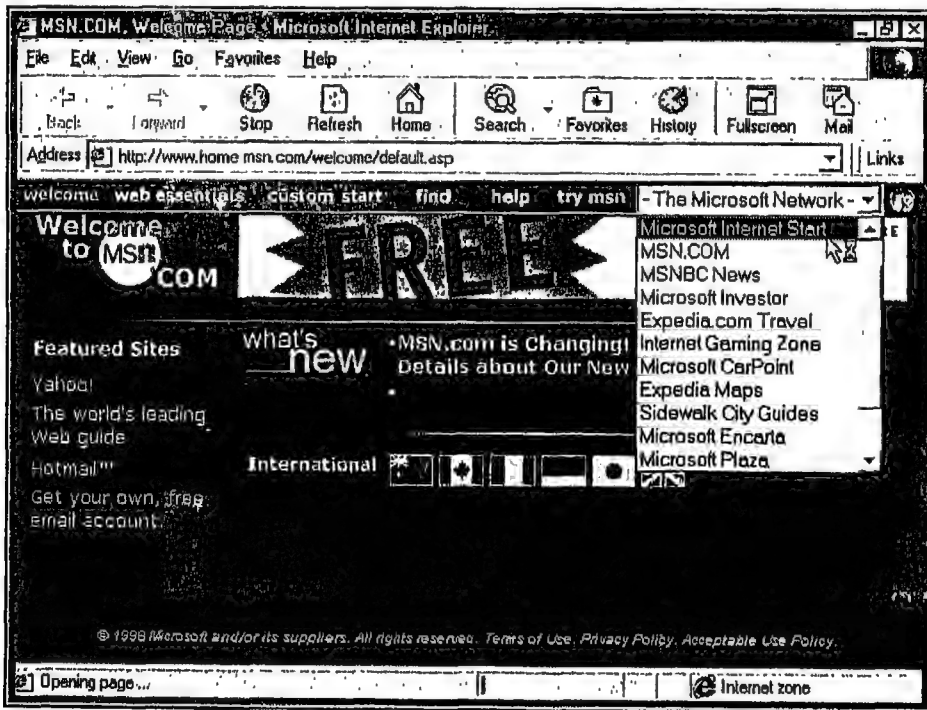 MSN.COM, Welcome Page - Microsoft Internet Explorer
File Edit View Go Favorites Help
Back Forward Stop Refresh Home Search Favorites History Fullscreen Mail
Address http://www.home msn.com/welcome/default.asp Links
welcome web essentials custom start find help try msn - The Microsoft Network -
Welcome to msn .COM
FREE
Microsoft Internet Start
MSN.COM
MSNBC News
Microsoft Investor
Expedia.com Travel
Internet Gaming Zone
Microsoft CarPoint
Expedia Maps
Sidewalk City Guides
Microsoft Encarta
Microsoft Plaza
Featured Sites
Yahoo!
The world's leading
Web guide
Hotmail™
Get your own, free
email account.
what's
new
•MSN.com is Changing!
Details about Our New
International
© 1998 Microsoft and/or its suppliers. All rights reserved. Terms of Use, Privacy Policy, Acceptable Use Policy.
Opening page... Internet zone